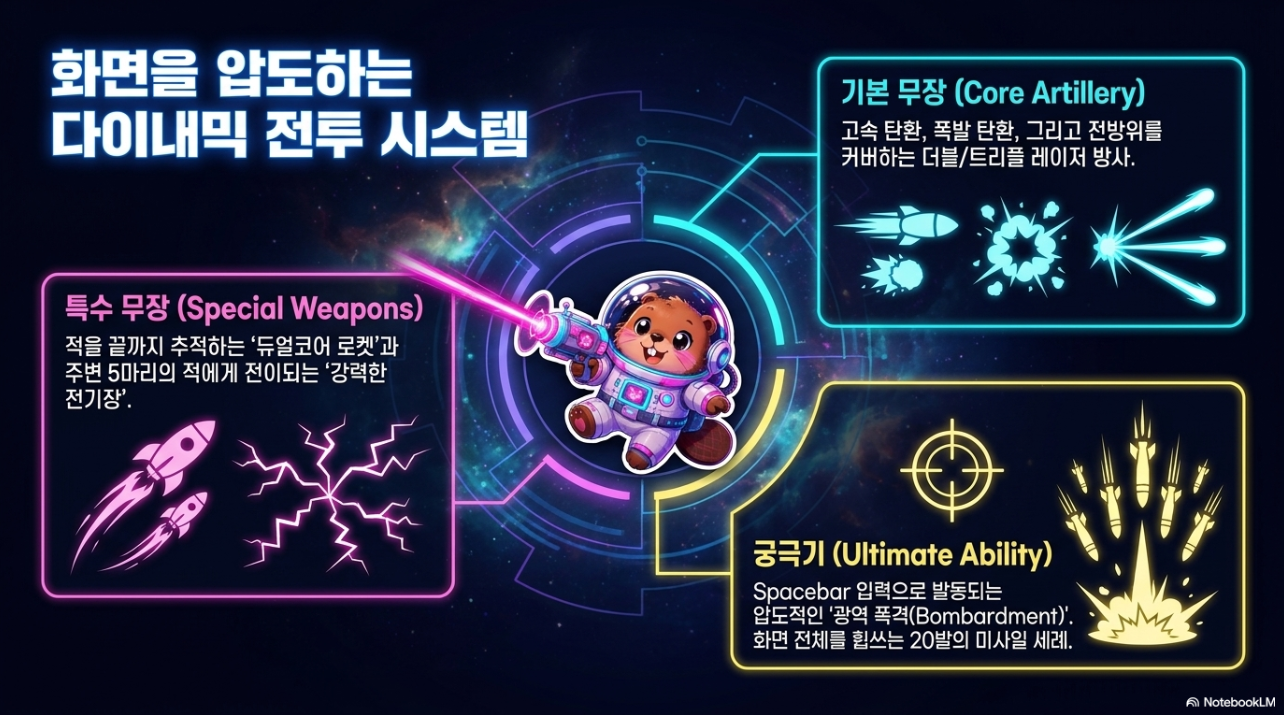 화면을 압도하는
다이내믹 전투 시스템
기본 무장 (Core Artillery)
고속 탄환, 폭발 탄환, 그리고 전방위를
커버하는 더블/트리플 레이저 방사.
특수 무장 (Special Weapons)
적을 끝까지 추적하는 ‘듀얼코어 로켓’과
주변 5마리의 적에게 전이되는 ‘강력한
전기장’.
궁극기 (Ultimate Ability)
Spacebar 입력으로 발동되는
압도적인 '광역 폭격(Bombardment)'.
화면 전체를 휩쓰는 20발의 미사일 세례.
NotebookLM